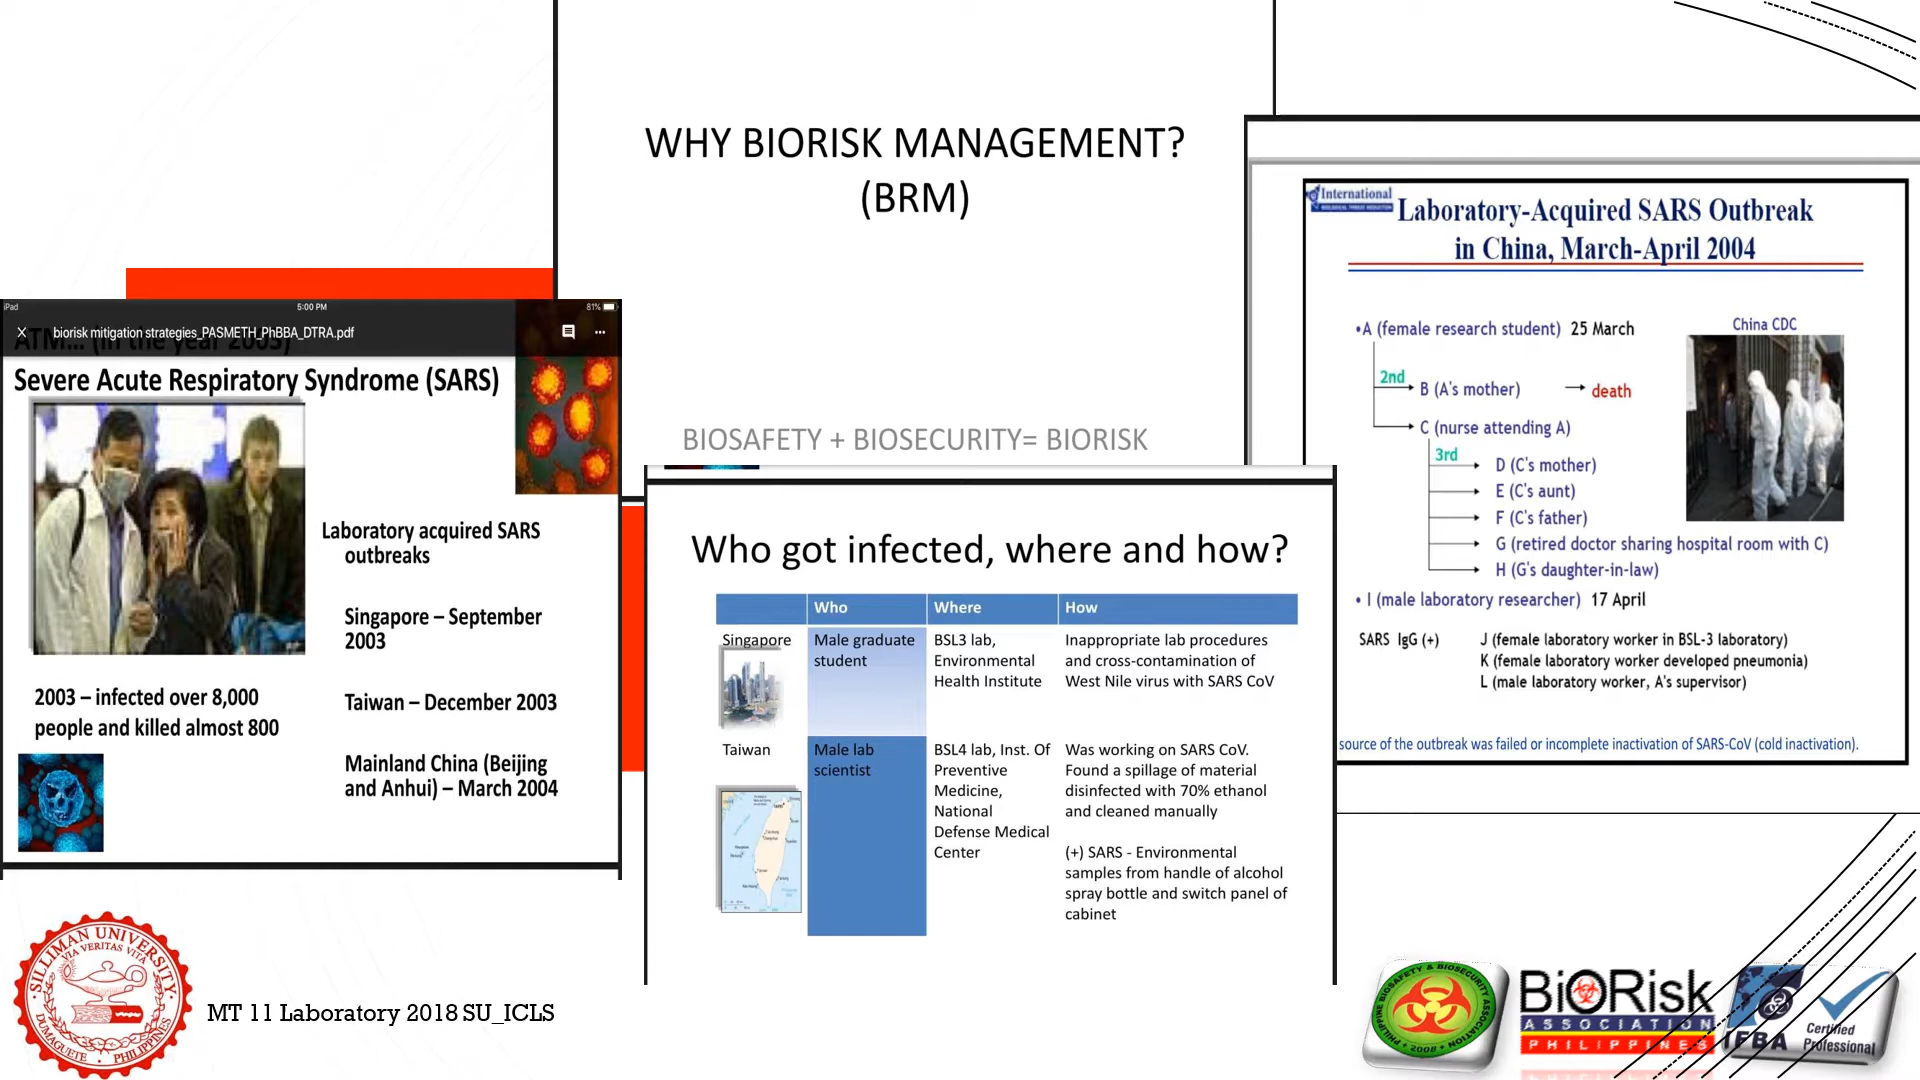 WHY BIORISK MANAGEMENT?
(BRM)
BIOSAFETY + BIOSECURITY= BIORISK
iPad
5:00 PM
81%
biorisk mitigation strategies_PASMETH_PhBBA_DTRA.pdf
ATM... (in the year 2003)
Severe Acute Respiratory Syndrome (SARS)
Laboratory acquired SARS
outbreaks
Singapore – September
2003
Taiwan – December 2003
Mainland China (Beijing
and Anhui) – March 2004
2003 – infected over 8,000
people and killed almost 800
Who got infected, where and how?
Who Where How
Singapore
Male graduate
student
BSL3 lab,
Environmental
Health Institute
Inappropriate lab procedures
and cross-contamination of
West Nile virus with SARS CoV
Taiwan
Male lab
scientist
BSL4 lab, Inst. Of
Preventive
Medicine,
National
Defense Medical
Center
Was working on SARS CoV.
Found a spillage of material
disinfected with 70% ethanol
and cleaned manually
(+) SARS - Environmental
samples from handle of alcohol
spray bottle and switch panel of
cabinet
International
Laboratory-Acquired SARS Outbreak
in China, March-April 2004
•A (female research student) 25 March
China CDC
2nd
B (A's mother) → death
C (nurse attending A)
3rd
D (C's mother)
E (C's aunt)
F (C's father)
G (retired doctor sharing hospital room with C)
H (G's daughter-in-law)
• I (male laboratory researcher) 17 April
SARS IgG (+)
J (female laboratory worker in BSL-3 laboratory)
K (female laboratory worker developed pneumonia)
L (male laboratory worker, A's supervisor)
source of the outbreak was failed or incomplete inactivation of SARS-CoV (cold inactivation).
SILLIMAN UNIVERSITY
VIA VERITAS VITA
DUMAGUETE PHILIPPINES
MT 11 Laboratory 2018 SU_ICLS
PHILIPPINE BIOSAFETY & BIOSECURITY ASSOCIATION
• 2008 •
BiORisk
ASSOCIATION
PHILIPPINES
IFBA
Certified
Professional